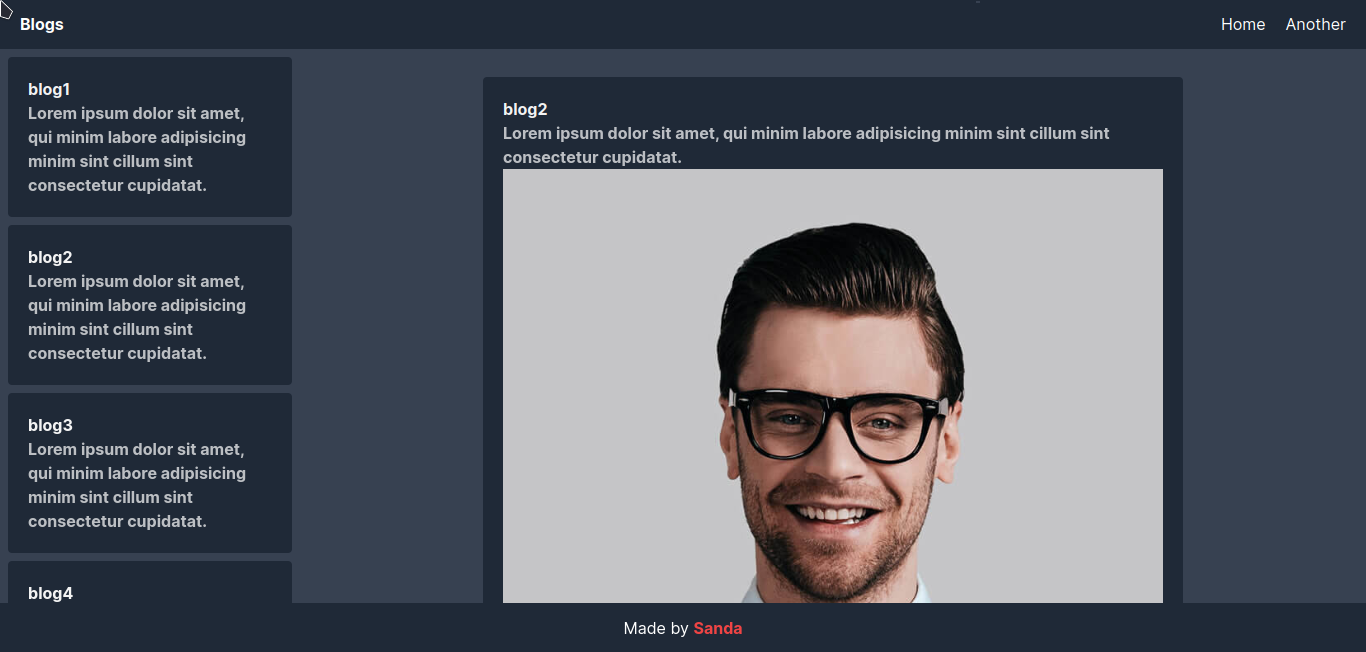 Blogs
Home
Another
blog1
Lorem ipsum dolor sit amet,
qui minim labore adipisicing
minim sint cillum sint
consectetur cupidatat.
blog2
Lorem ipsum dolor sit amet,
qui minim labore adipisicing
minim sint cillum sint
consectetur cupidatat.
blog3
Lorem ipsum dolor sit amet,
qui minim labore adipisicing
minim sint cillum sint
consectetur cupidatat.
blog4
blog2
Lorem ipsum dolor sit amet, qui minim labore adipisicing minim sint cillum sint
consectetur cupidatat.
Made by Sanda